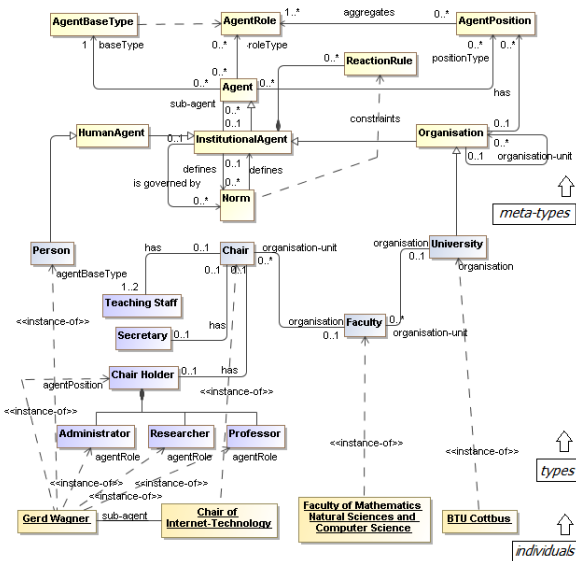 AgentBaseType
AgentRole
1..*
aggregates
0..*
AgentPosition
1
baseType
0..*
roleType
0..*
positionType
0..*
ReactionRule
0..*
0..*
Agent
0..*
0..*
has
sub-agent
0..*
0..1
constraints
HumanAgent
0..1
InstitutionalAgent
Organisation
0..1
0..*
0..1
organisation-unit
defines
defines
is governed by
0..*
0..*
0..*
Norm
meta-types
Person
agentBaseType
has
0..1
Chair
organisation-unit
0..1
0..1
0..*
organisation
0..1
University
organisation
1..2
Teaching Staff
<<instance-of>>
Secretary
0..1
has
organisation
0..1
Faculty
0..*
organisation-unit
Chair Holder
0..1
has
agentPosition
<<instance-of>>
<<instance-of>>
Administrator
Researcher
Professor
agentRole
agentRole
agentRole
<<instance-of>>
<<instance-of>>
types
<<instance-of>>
<<instance-of>>
<<instance-of>>
Gerd Wagner
sub-agent
Chair of
Internet-Technology
Faculty of Mathematics
Natural Sciences and
Computer Science
BTU Cottbus
individuals